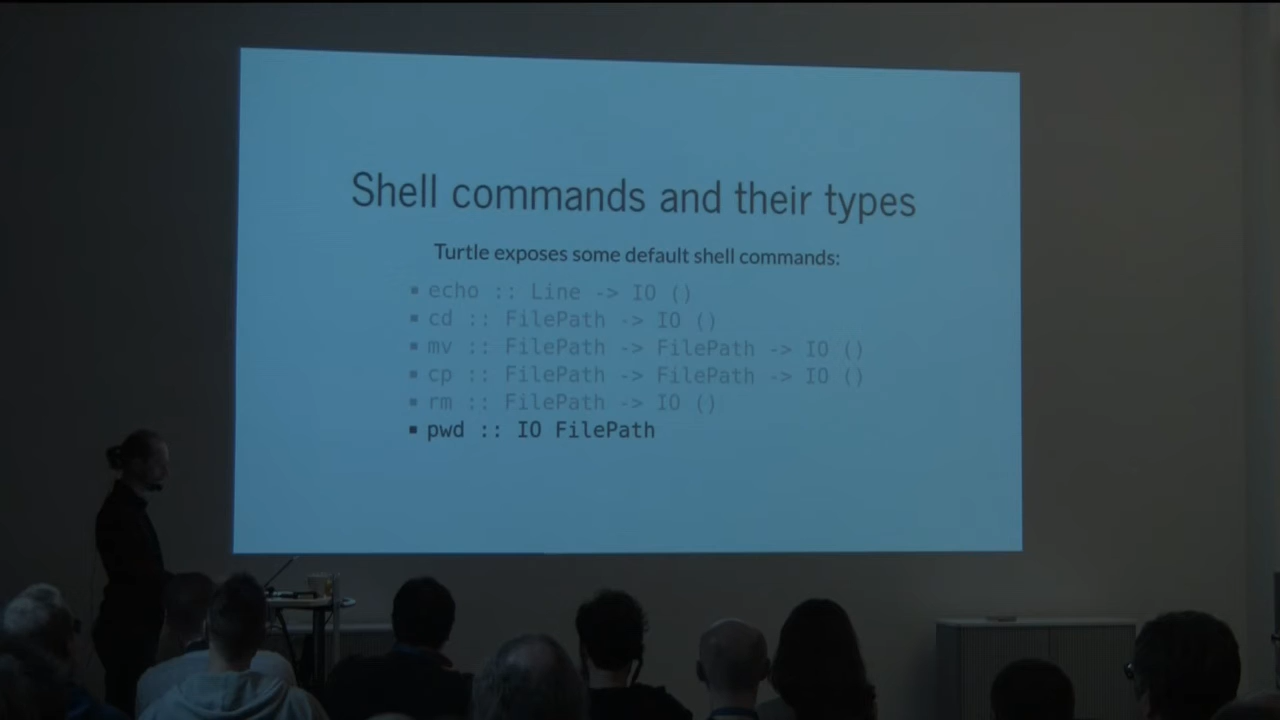 Shell commands and their types
Turtle exposes some default shell commands:
▪ echo :: Line -> IO ()
▪ cd :: FilePath -> IO ()
▪ mv :: FilePath -> FilePath -> IO ()
▪ cp :: FilePath -> FilePath -> IO ()
▪ rm :: FilePath -> IO ()
▪ pwd :: IO FilePath